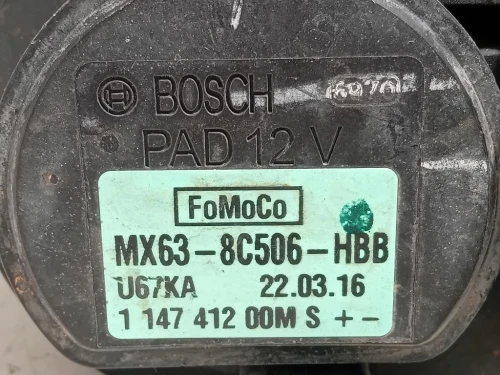 BOSCH
PAD 12 V
FoMoCo
MX63-8C506-HBB
U67KA 22.03.16
1 147 412 00M S + -